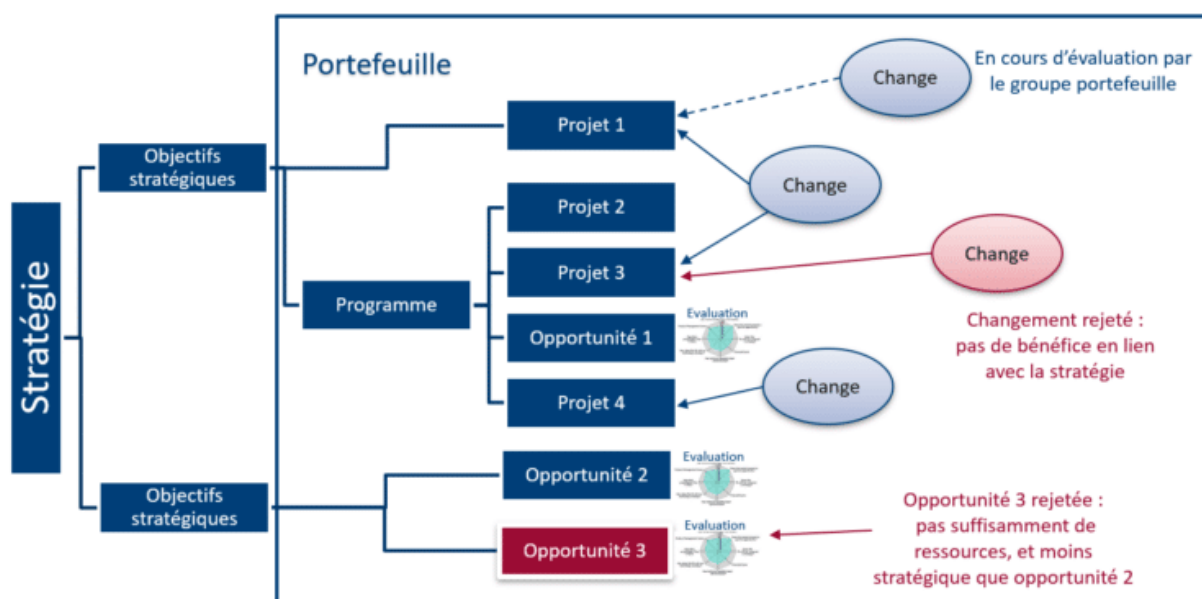 Portefeuille
Change
En cours d'évaluation par
le groupe portefeuille
Projet 1
Objectifs
stratégiques
Change
Projet 2
Stratégie
Projet 3
Change
Programme
Evaluation
Opportunité 1
Changement rejeté :
pas de bénéfice en lien
avec la stratégie
Projet 4
Change
Evaluation
Opportunité 2
Objectifs
stratégiques
Opportunité 3 rejetée :
pas suffisamment de
ressources, et moins
stratégique que opportunité 2
Evaluation
Opportunité 3